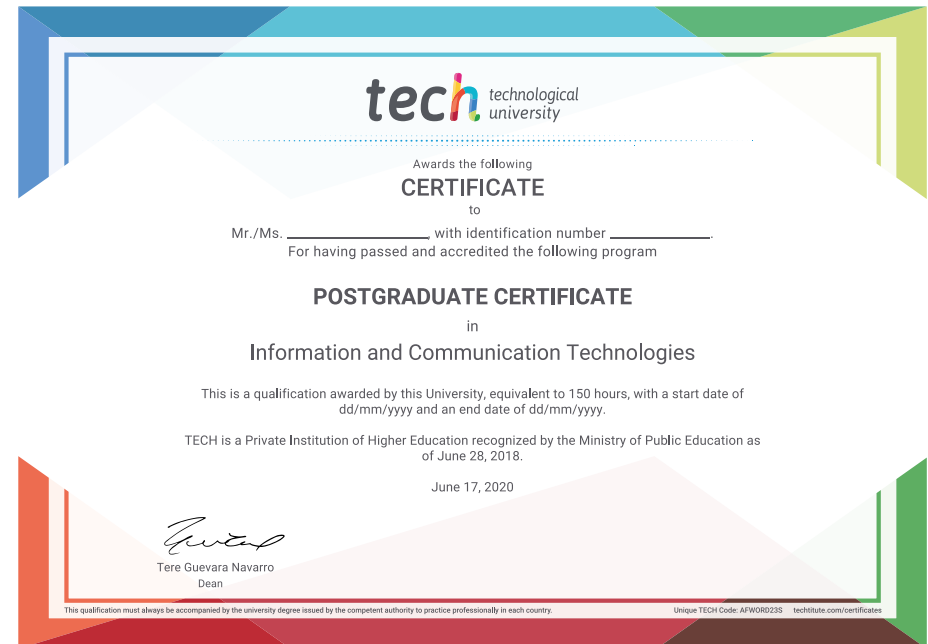 tech technological
university
Awards the following
CERTIFICATE
to
Mr./Ms. ____________________, with identification number ______________.
For having passed and accredited the following program
POSTGRADUATE CERTIFICATE
in
Information and Communication Technologies
This is a qualification awarded by this University, equivalent to 150 hours, with a start date of
dd/mm/yyyy and an end date of dd/mm/yyyy.
TECH is a Private Institution of Higher Education recognized by the Ministry of Public Education as
of June 28, 2018.
June 17, 2020
Tere Guevara Navarro
Dean
This qualification must always be accompanied by the university degree issued by the competent authority to practice professionally in each country. Unique TECH Code: AFWORD23S techtitute.com/certificates